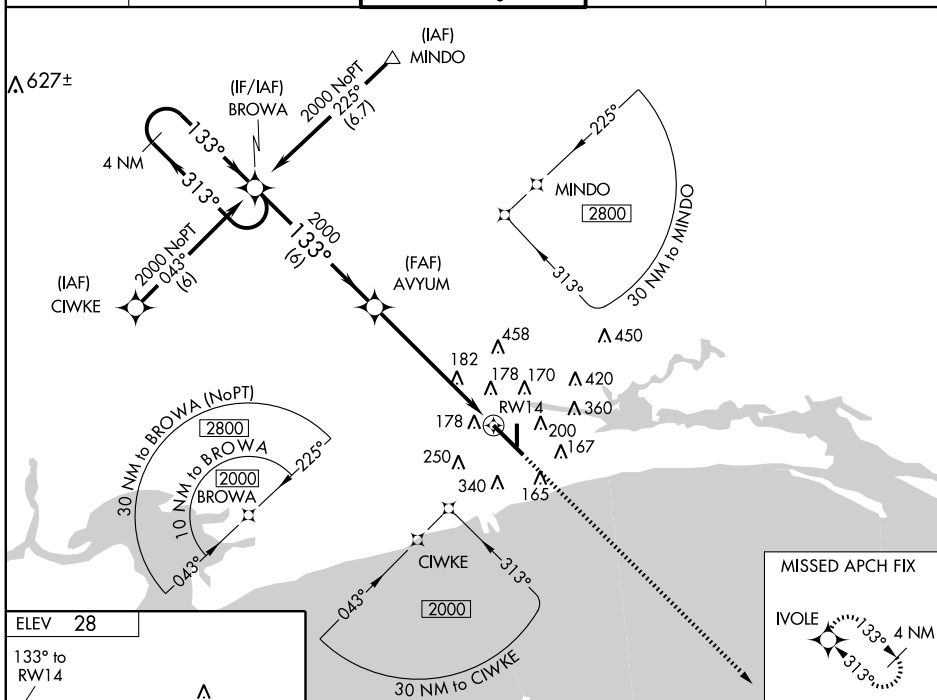 (IAF)
MINDO
627±
(IF/IAF)
BROWA
2000 NoPT
225°
(6.7)
133°
4 NM
313°
225°
MINDO
2800
313°
30 NM to MINDO
2000
133°
(6)
2000 NoPT
043°
(6)
(IAF)
CIWKE
(FAF)
AVYUM
458
450
182
178
170
420
RW14
360
178
200
167
250
340
165
30 NM to BROWA (NoPT)
2800
10 NM to BROWA
2000
BROWA
225°
043°
CIWKE
043°
313°
2000
30 NM to CIWKE
MISSED APCH FIX
IVOLE
133°
4 NM
313°
ELEV 28
133° to
RW14